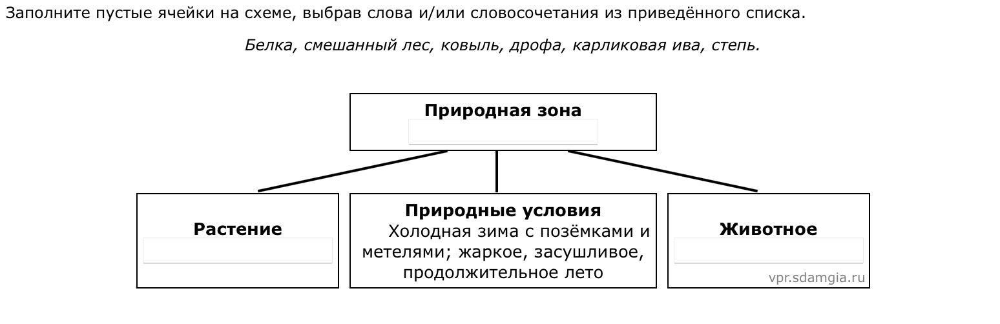 Заполните пустые ячейки на схеме, выбрав слова и/или словосочетания из приведённого списка.
Белка, смешанный лес, ковыль, дрофа, карликовая ива, степь.
Природная зона
Растение
Природные условия
Холодная зима с позёмками и
метелями; жаркое, засушливое,
продолжительное лето
Животное
vpr.sdamgia.ru